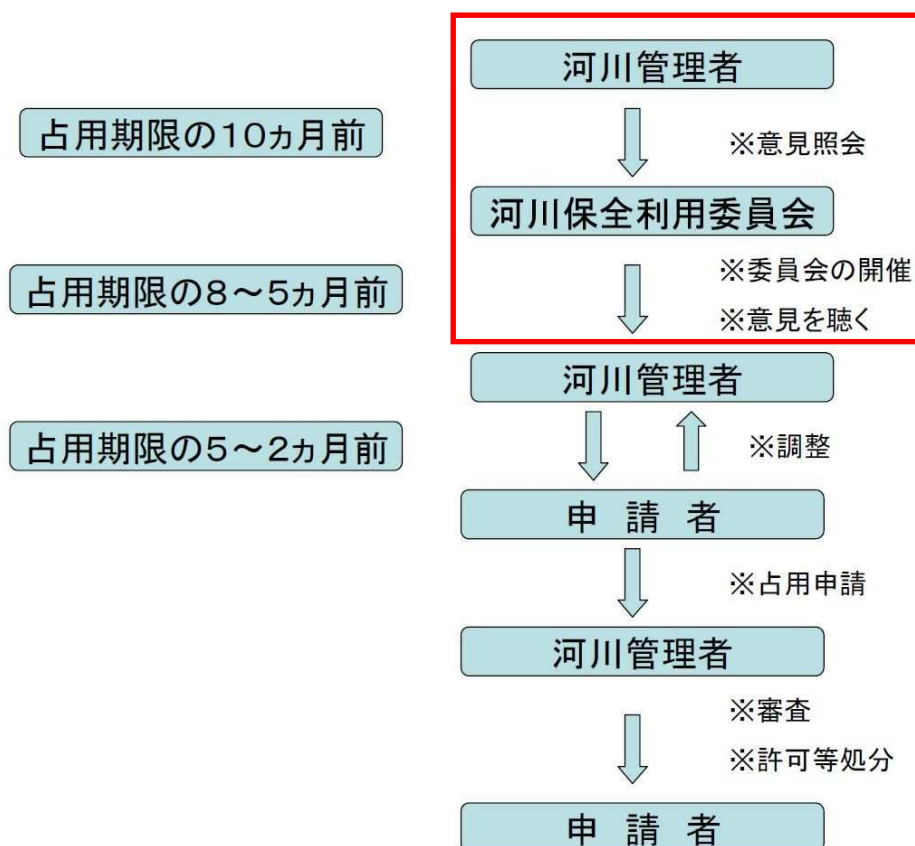 河川管理者
占用期限の10ヵ月前
※意見照会
河川保全利用委員会
占用期限の8～5ヵ月前
※委員会の開催
※意見を聴く
河川管理者
占用期限の5～2ヵ月前
※調整
申 請 者
※占用申請
河川管理者
※審査
※許可等処分
申 請 者